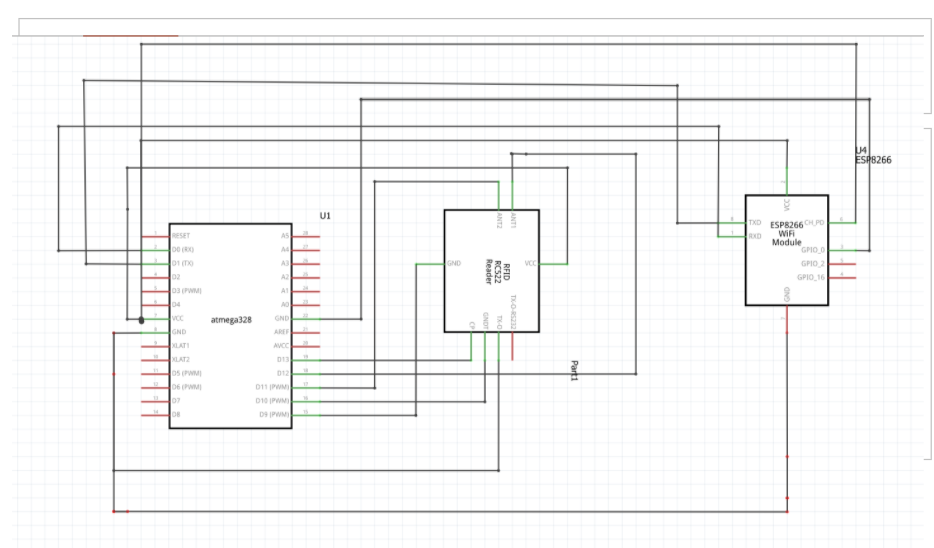 U1
atmega328
RESET
D0 (RX)
D1 (TX)
D2
D3 (PWM)
D4
VCC
GND
XLAT1
XLAT2
D5 (PWM)
D6 (PWM)
D7
D8
A5
A4
A3
A2
A1
A0
GND
AREF
AVCC
D13
D12
D11 (PWM)
D10 (PWM)
D9 (PWM)
ANT2
ANT1
GND
VCC
RFID
RC522
Reader
CP
GNDT
TX-D
TX-D-RS232
Part1
U4
ESP8266
VCC
TXD
RXD
ESP8266
WiFi
Module
CH_PD
GPIO_0
GPIO_2
GPIO_16
GND